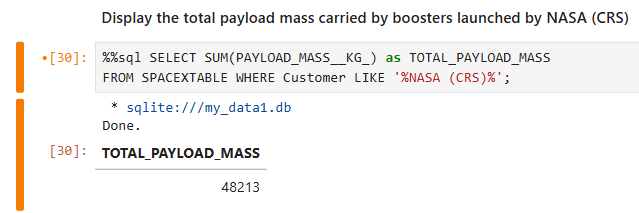 Display the total payload mass carried by boosters launched by NASA (CRS)
•[30]: %%sql SELECT SUM(PAYLOAD_MASS__KG_) as TOTAL_PAYLOAD_MASS
FROM SPACEXTABLE WHERE Customer LIKE '%NASA (CRS)%';
* sqlite:///my_data1.db
Done.
[30]: TOTAL_PAYLOAD_MASS
48213